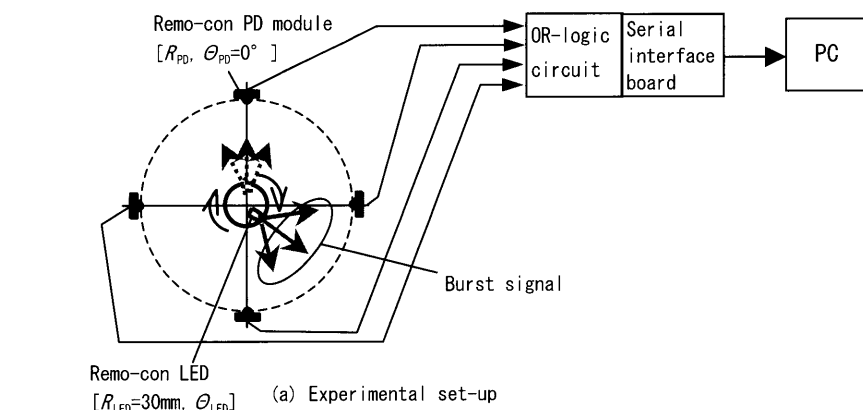 Remo-con PD module
[R_PD, Θ_PD=0° ]
OR-logic
circuit
Serial
interface
board
PC
Burst signal
Remo-con LED
[R_LED=30mm, Θ_LED]
(a) Experimental set-up